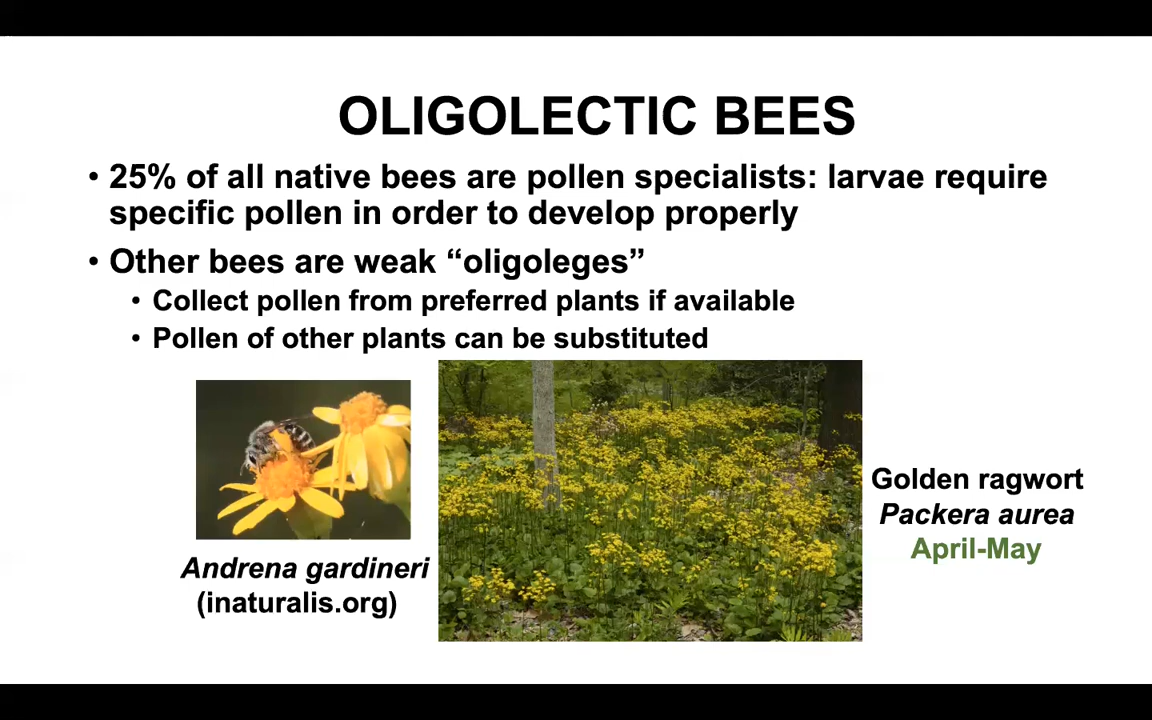 OLIGOLECTIC BEES
• 25% of all native bees are pollen specialists: larvae require
specific pollen in order to develop properly
• Other bees are weak “oligoleges”
• Collect pollen from preferred plants if available
• Pollen of other plants can be substituted
Andrena gardineri
(inaturalis.org)
Golden ragwort
Packera aurea
April-May